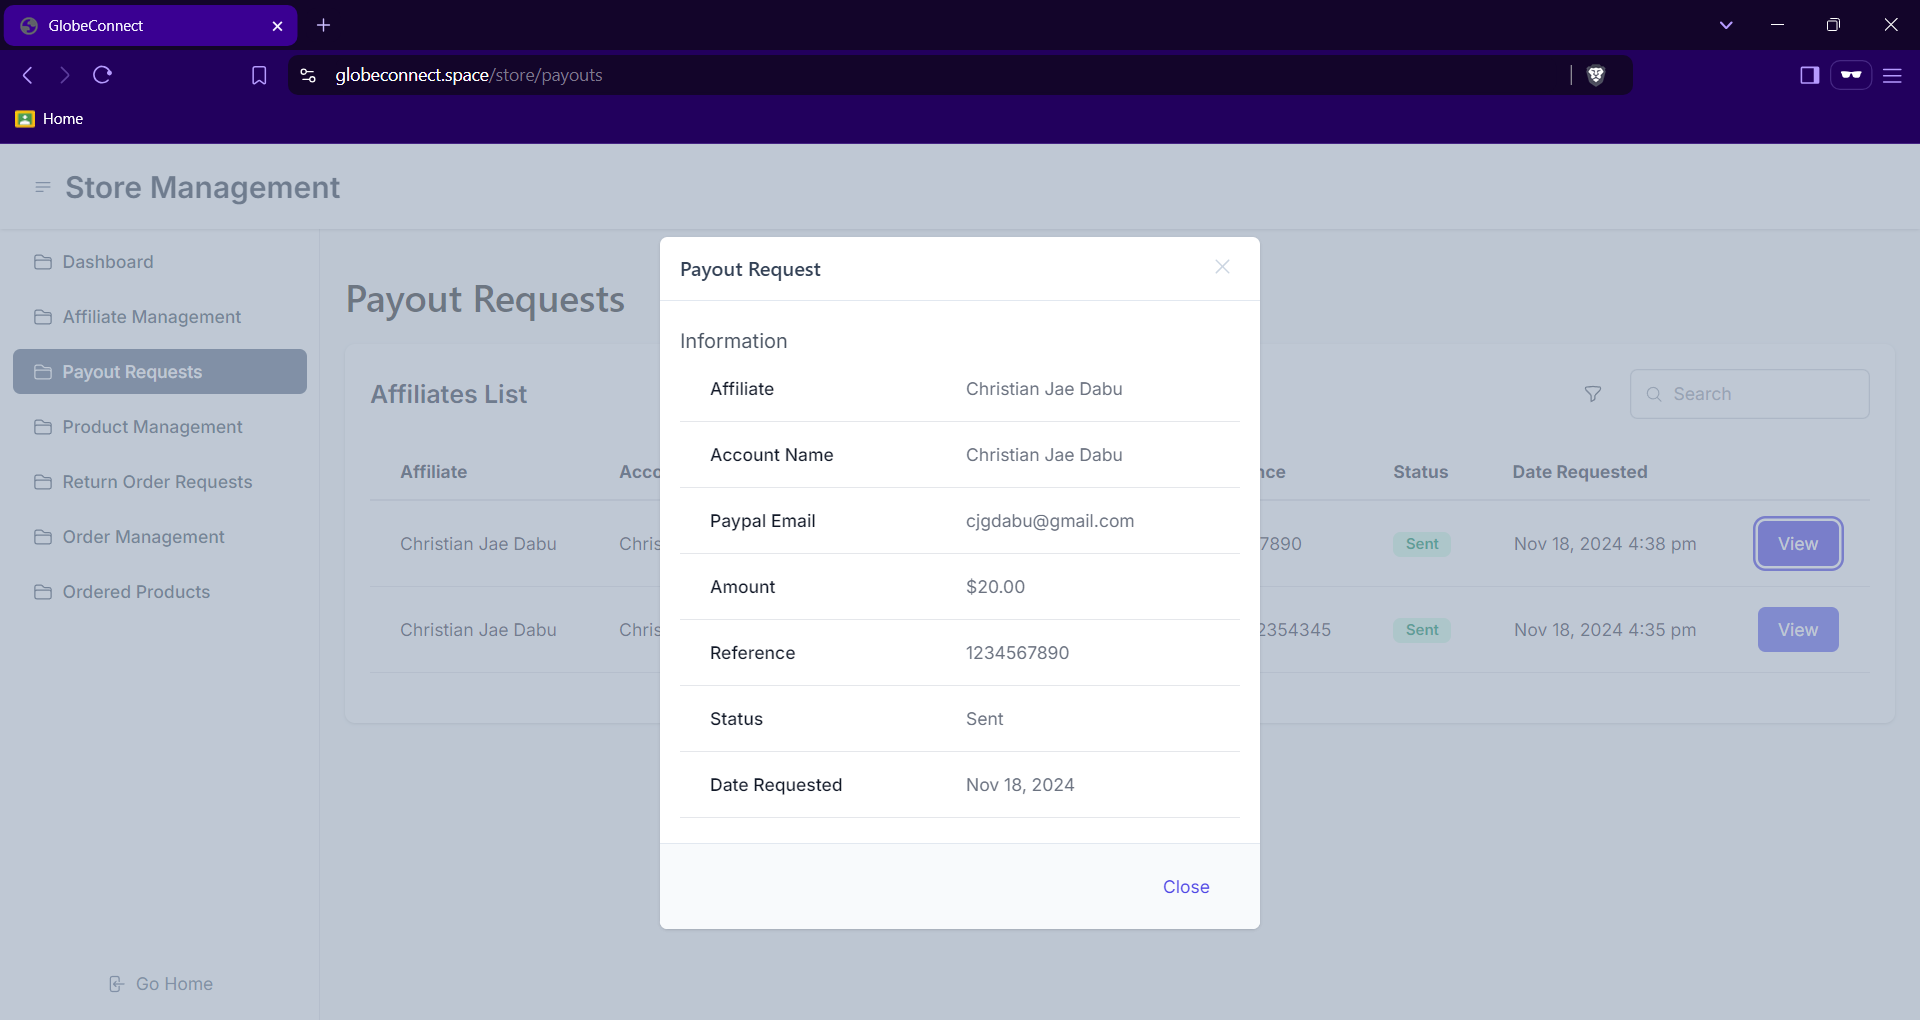 GlobeConnect
globeconnect.space/store/payouts
Home
Store Management
Dashboard
Affiliate Management
Payout Requests
Product Management
Return Order Requests
Order Management
Ordered Products
Go Home
Payout Requests
Affiliates List
Search
Affiliate Acco nce Status Date Requested
Christian Jae Dabu Chris 7890 Sent Nov 18, 2024 4:38 pm View
Christian Jae Dabu Chris 2354345 Sent Nov 18, 2024 4:35 pm View
Payout Request
Information
Affiliate Christian Jae Dabu
Account Name Christian Jae Dabu
Paypal Email cjgdabu@gmail.com
Amount $20.00
Reference 1234567890
Status Sent
Date Requested Nov 18, 2024
Close